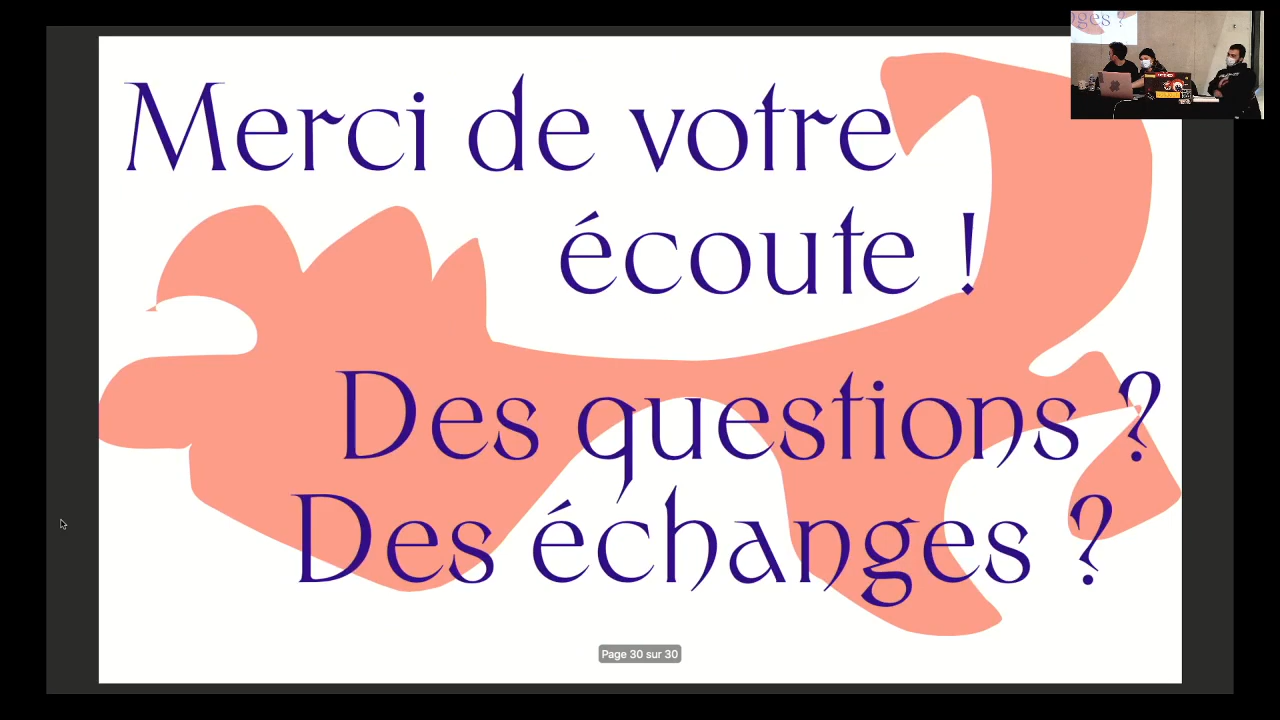 Merci de votre
écoute !
Des questions ?
Des échanges ?
Page 30 sur 30